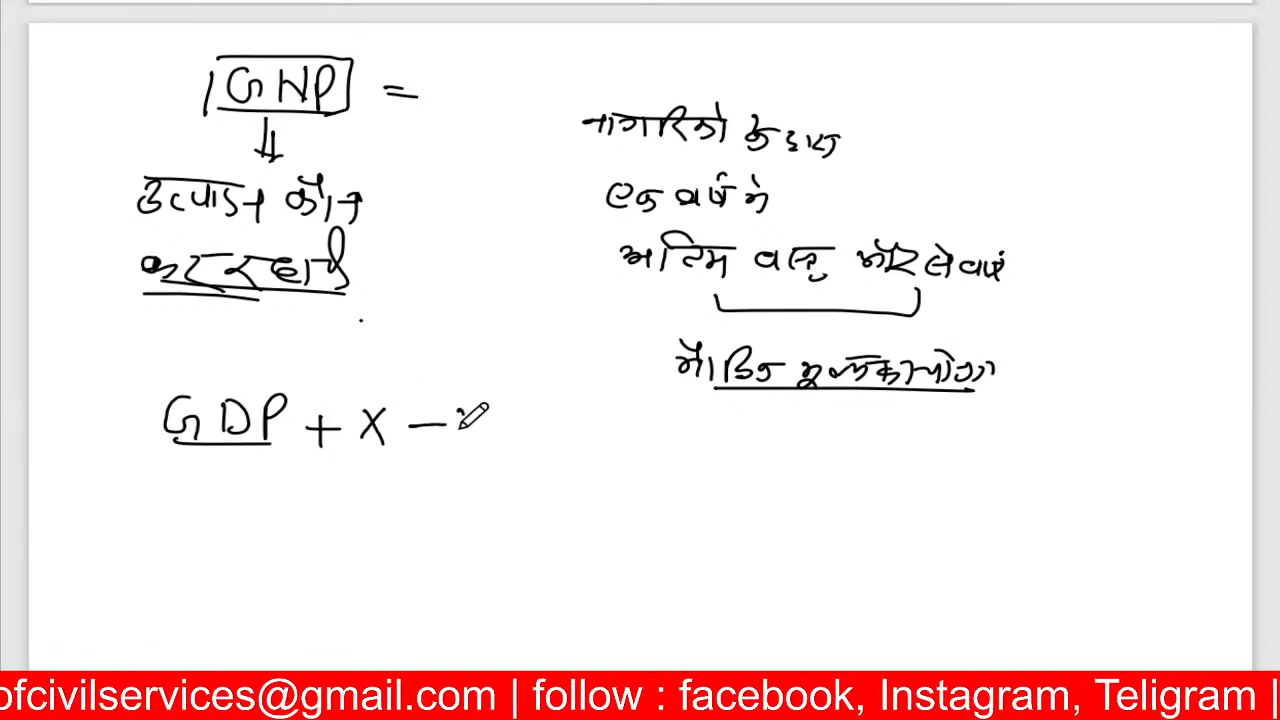 GNP =
उत्पादन कौन
कर रहा है
नागरिको के द्वारा
एक वर्ष मे
अंतिम वस्तु और सेवाएं
मौद्रिक मूल्य का योग
GDP + X –
ofcivilservices@gmail.com | follow : facebook, Instagram, Teligram |